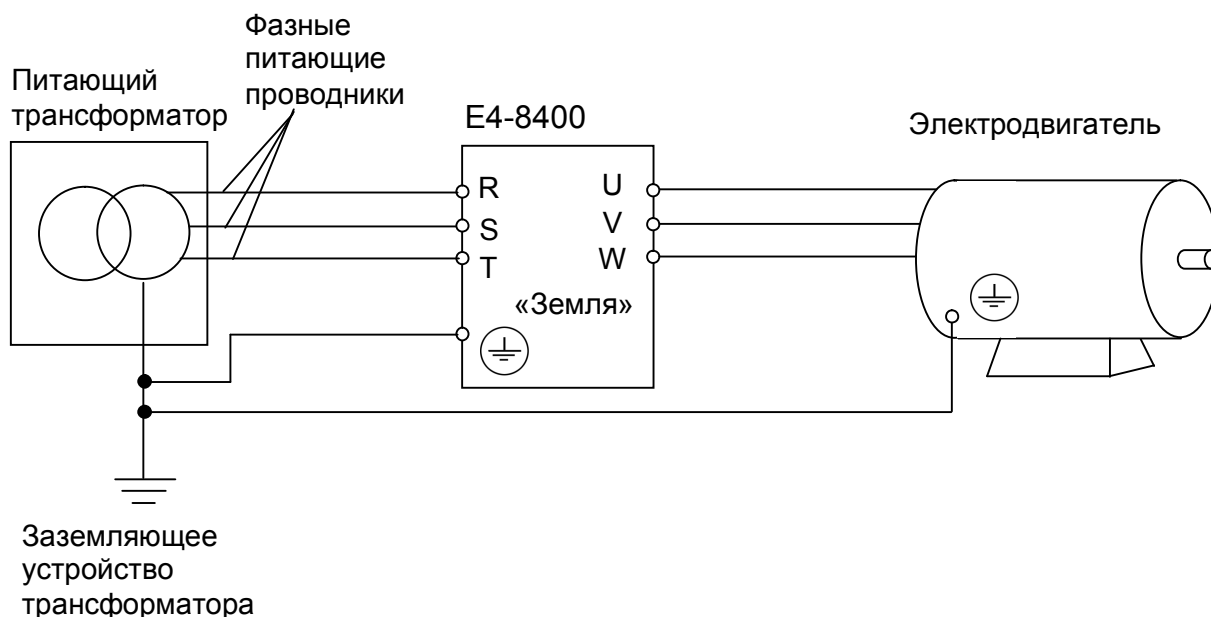 Фазные
питающие
проводники
Питающий
трансформатор
E4-8400
Электродвигатель
R
S
T
U
V
W
«Земля»
Заземляющее
устройство
трансформатора